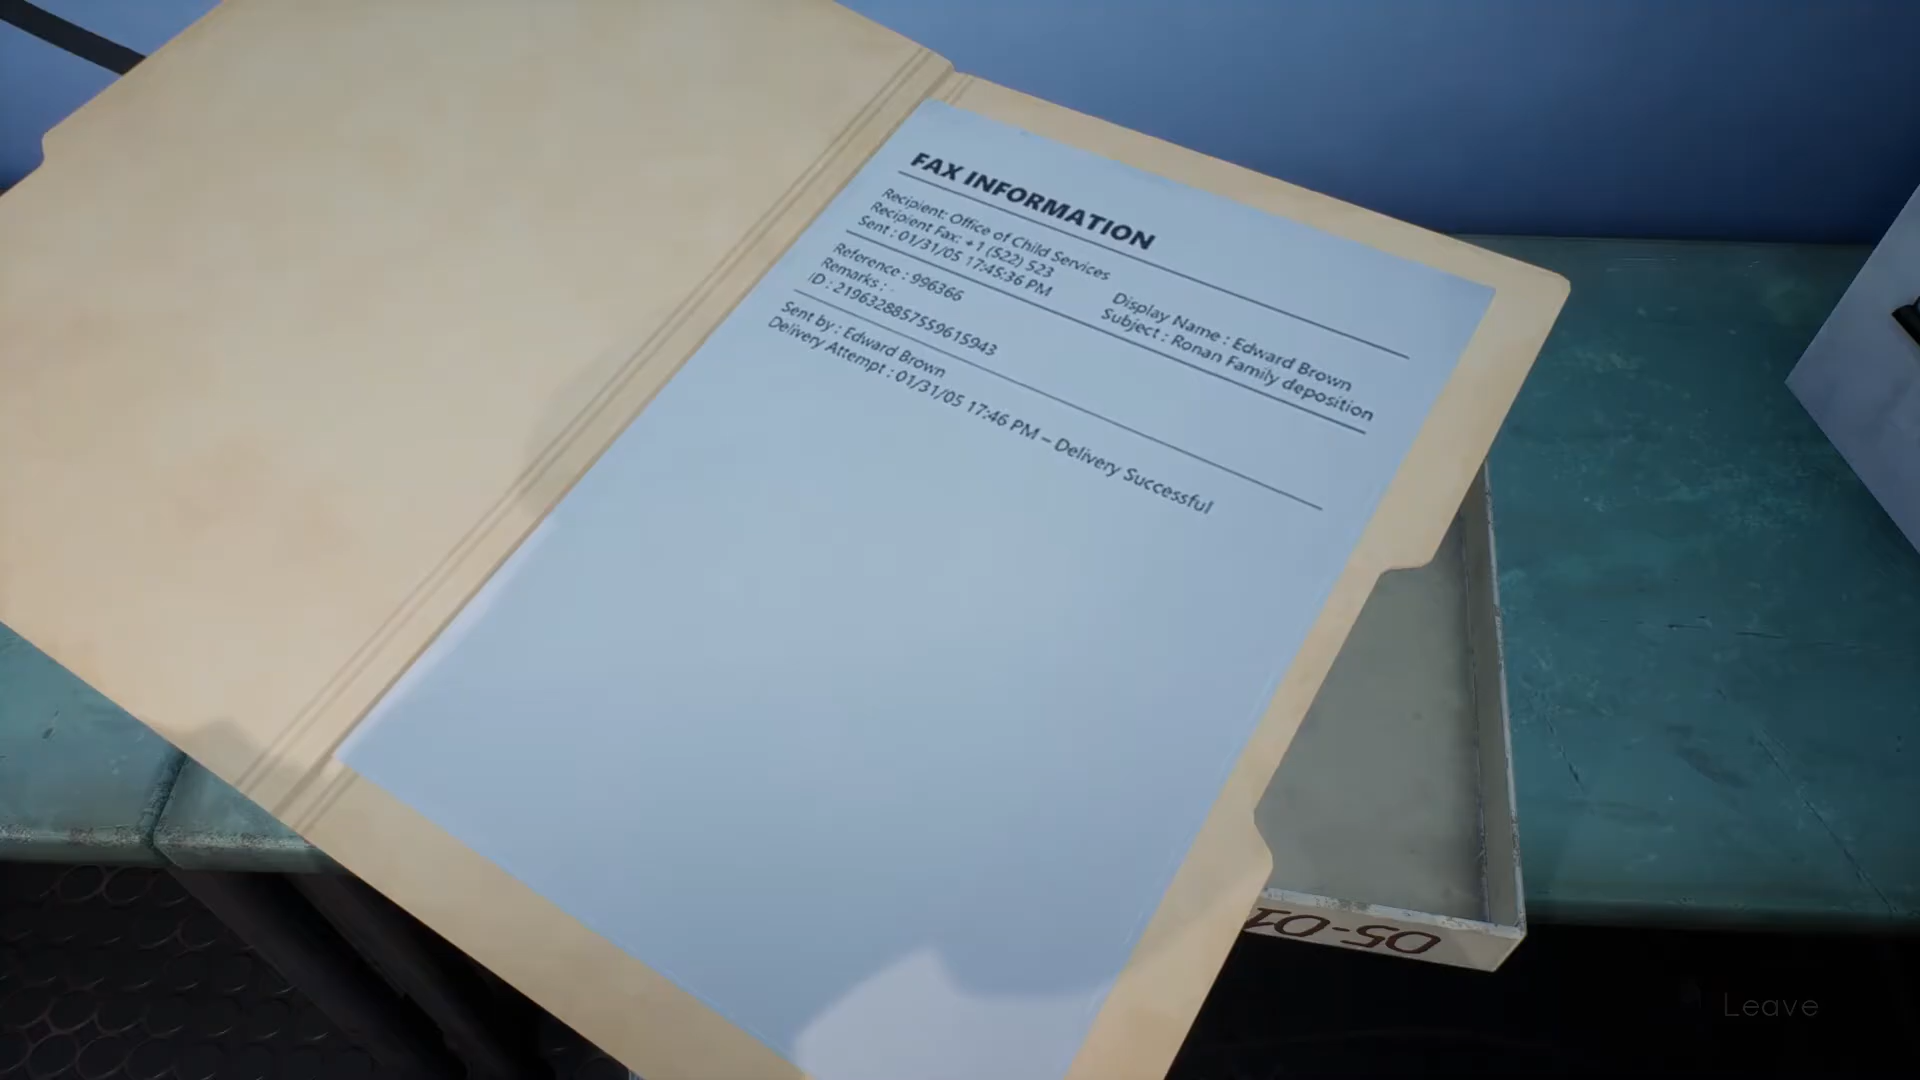 FAX INFORMATION
Recipient: Office of Child Services
Recipient Fax: +1 (522) 523
Sent : 01/31/05 17:45:36 PM
Display Name : Edward Brown
Subject : Ronan Family deposition
Reference : 996366
Remarks : -
ID : 2196328857559615943
Sent by : Edward Brown
Delivery Attempt : 01/31/05 17:46 PM – Delivery Successful
05-01
Leave